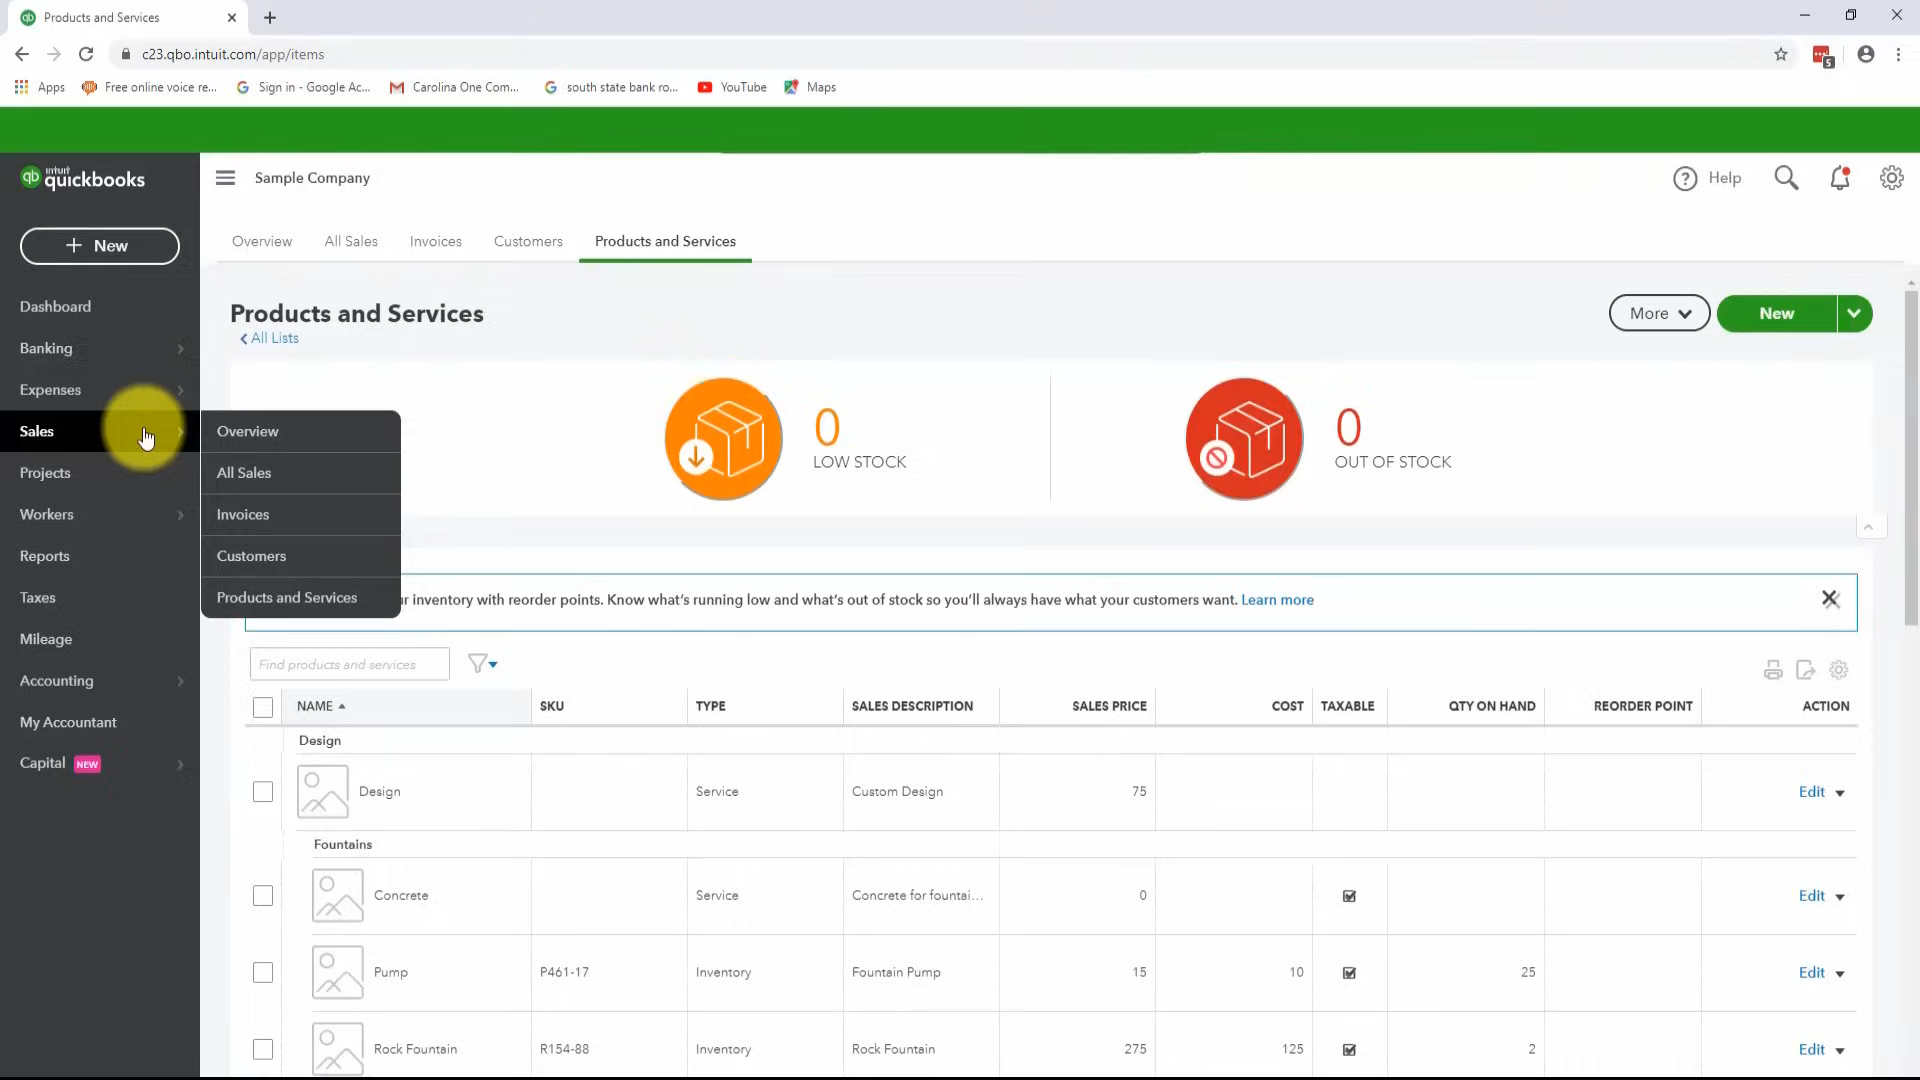 Products and Services
c23.qbo.intuit.com/app/items
5
Apps
Free online voice re...
Sign in - Google Ac...
Carolina One Com...
south state bank ro...
YouTube
Maps
qb intuit quickbooks
Sample Company
Help
+ New
Overview
All Sales
Invoices
Customers
Products and Services
Dashboard
Banking
Expenses
Sales
Projects
Workers
Reports
Taxes
Mileage
Accounting
My Accountant
Capital NEW
Overview
All Sales
Invoices
Customers
Products and Services
Products and Services
All Lists
More
New
0
LOW STOCK
0
OUT OF STOCK
ur inventory with reorder points. Know what's running low and what's out of stock so you'll always have what your customers want. Learn more
Find products and services
NAME SKU TYPE SALES DESCRIPTION SALES PRICE COST TAXABLE QTY ON HAND REORDER POINT ACTION
Design
Design Service Custom Design 75 Edit
Fountains
Concrete Service Concrete for fountai... 0 Edit
Pump P461-17 Inventory Fountain Pump 15 10 25 Edit
Rock Fountain R154-88 Inventory Rock Fountain 275 125 2 Edit